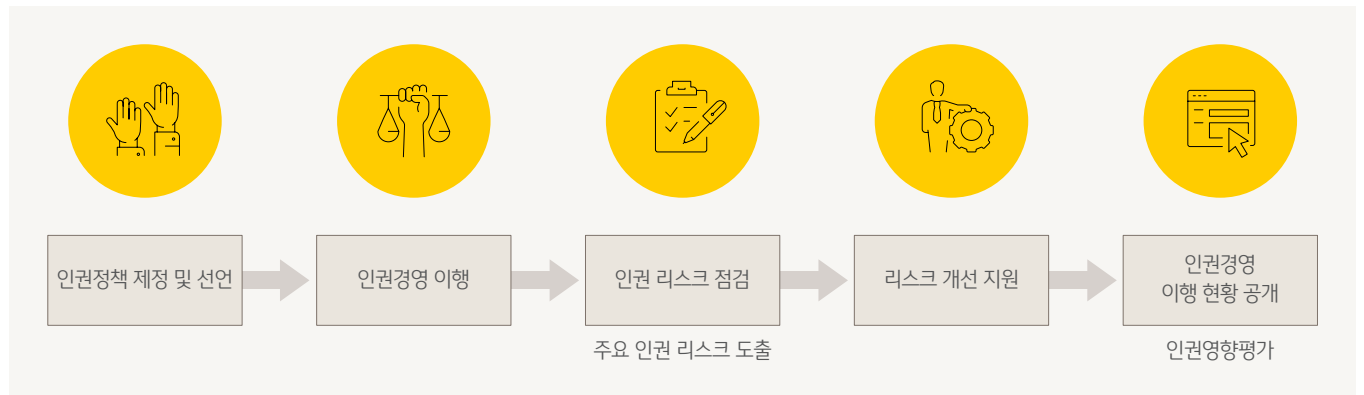 인권정책 제정 및 선언
인권경영 이행
인권 리스크 점검
리스크 개선 지원
인권경영
이행 현황 공개
주요 인권 리스크 도출
인권영향평가